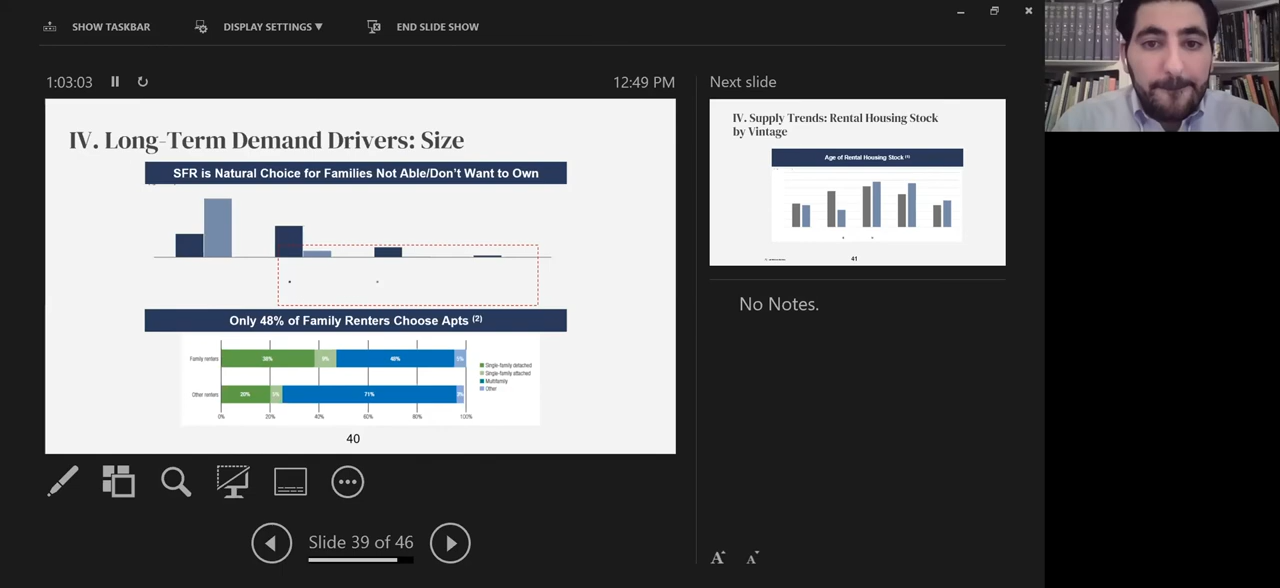 SHOW TASKBAR
DISPLAY SETTINGS ▼
END SLIDE SHOW
1:03:03
12:49 PM
IV. Long-Term Demand Drivers: Size
SFR is Natural Choice for Families Not Able/Don't Want to Own
Only 48% of Family Renters Choose Apts (2)
Family renters
38%
9%
48%
5%
Other renters
20%
71%
0%
20%
40%
60%
80%
100%
Single-family detached
Single-family attached
Multifamily
Other
40
Slide 39 of 46
Next slide
IV. Supply Trends: Rental Housing Stock
by Vintage
Age of Rental Housing Stock (1)
41
No Notes.